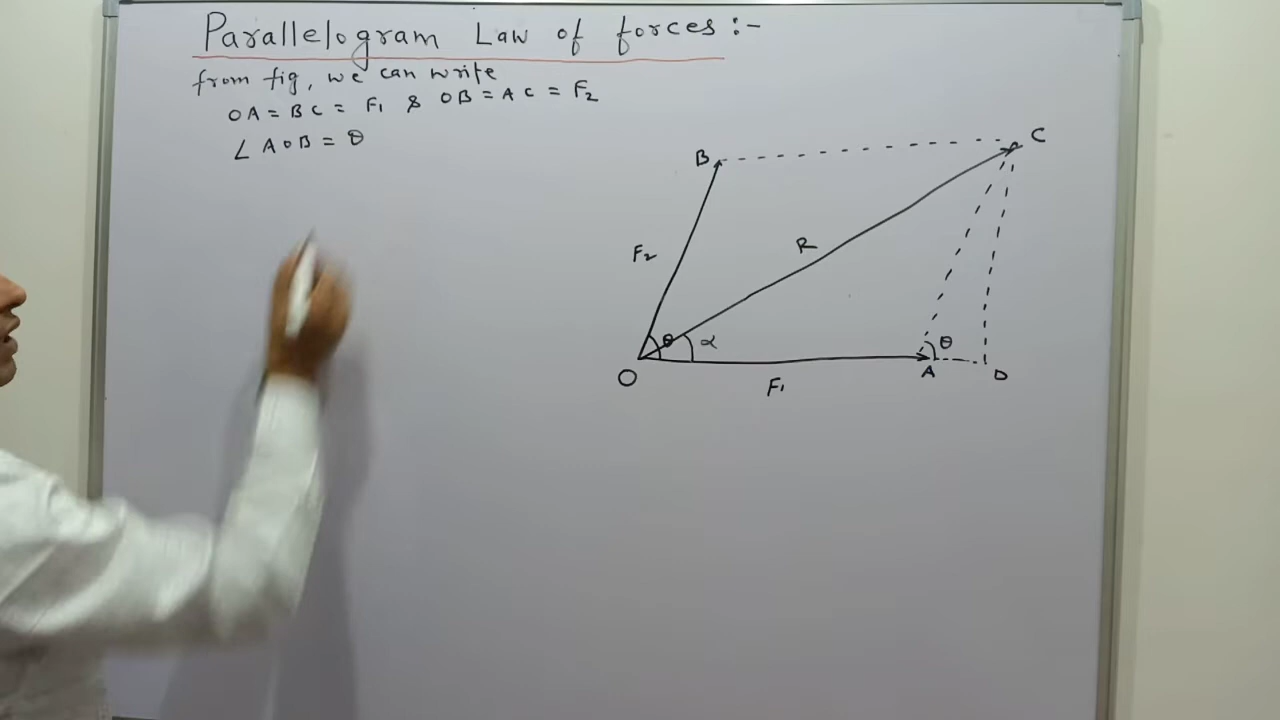 Parallelogram Law of forces :-
from fig, we can write
OA = BC = F₁ & OB = AC = F₂
∠ AOB = θ
B
C
F₂
R
θ
α
θ
O
A
D
F₁